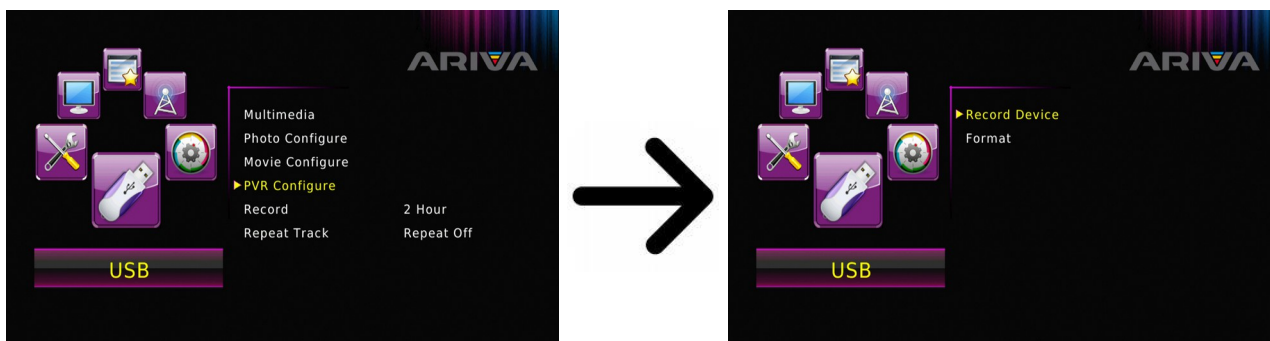 ARIVA
Multimedia
Photo Configure
Movie Configure
PVR Configure
Record 2 Hour
Repeat Track Repeat Off
USB
ARIVA
Record Device
Format
USB